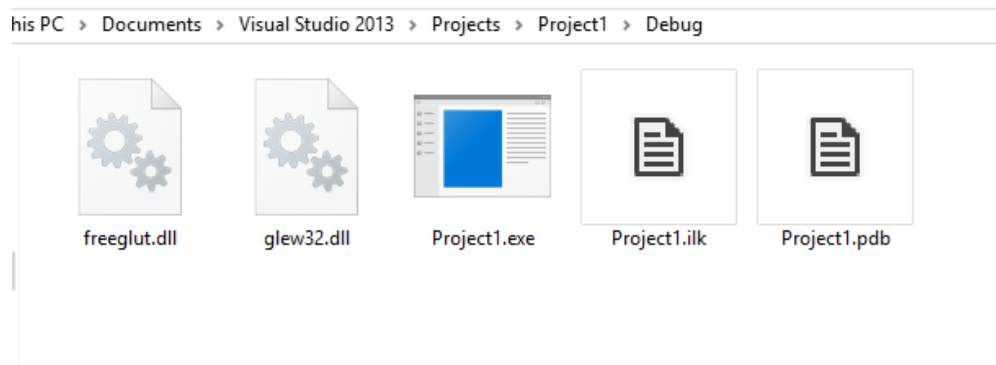 his PC > Documents > Visual Studio 2013 > Projects > Project1 > Debug
freeglut.dll glew32.dll Project1.exe Project1.ilk Project1.pdb